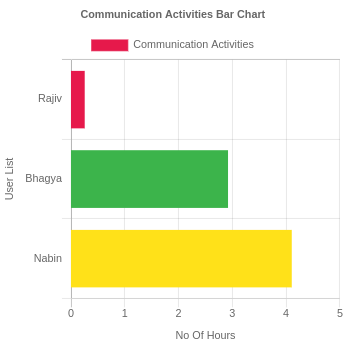 Communication Activities Bar Chart
Communication Activities
User List
Rajiv
Bhagya
Nabin
0 1 2 3 4 5
No Of Hours